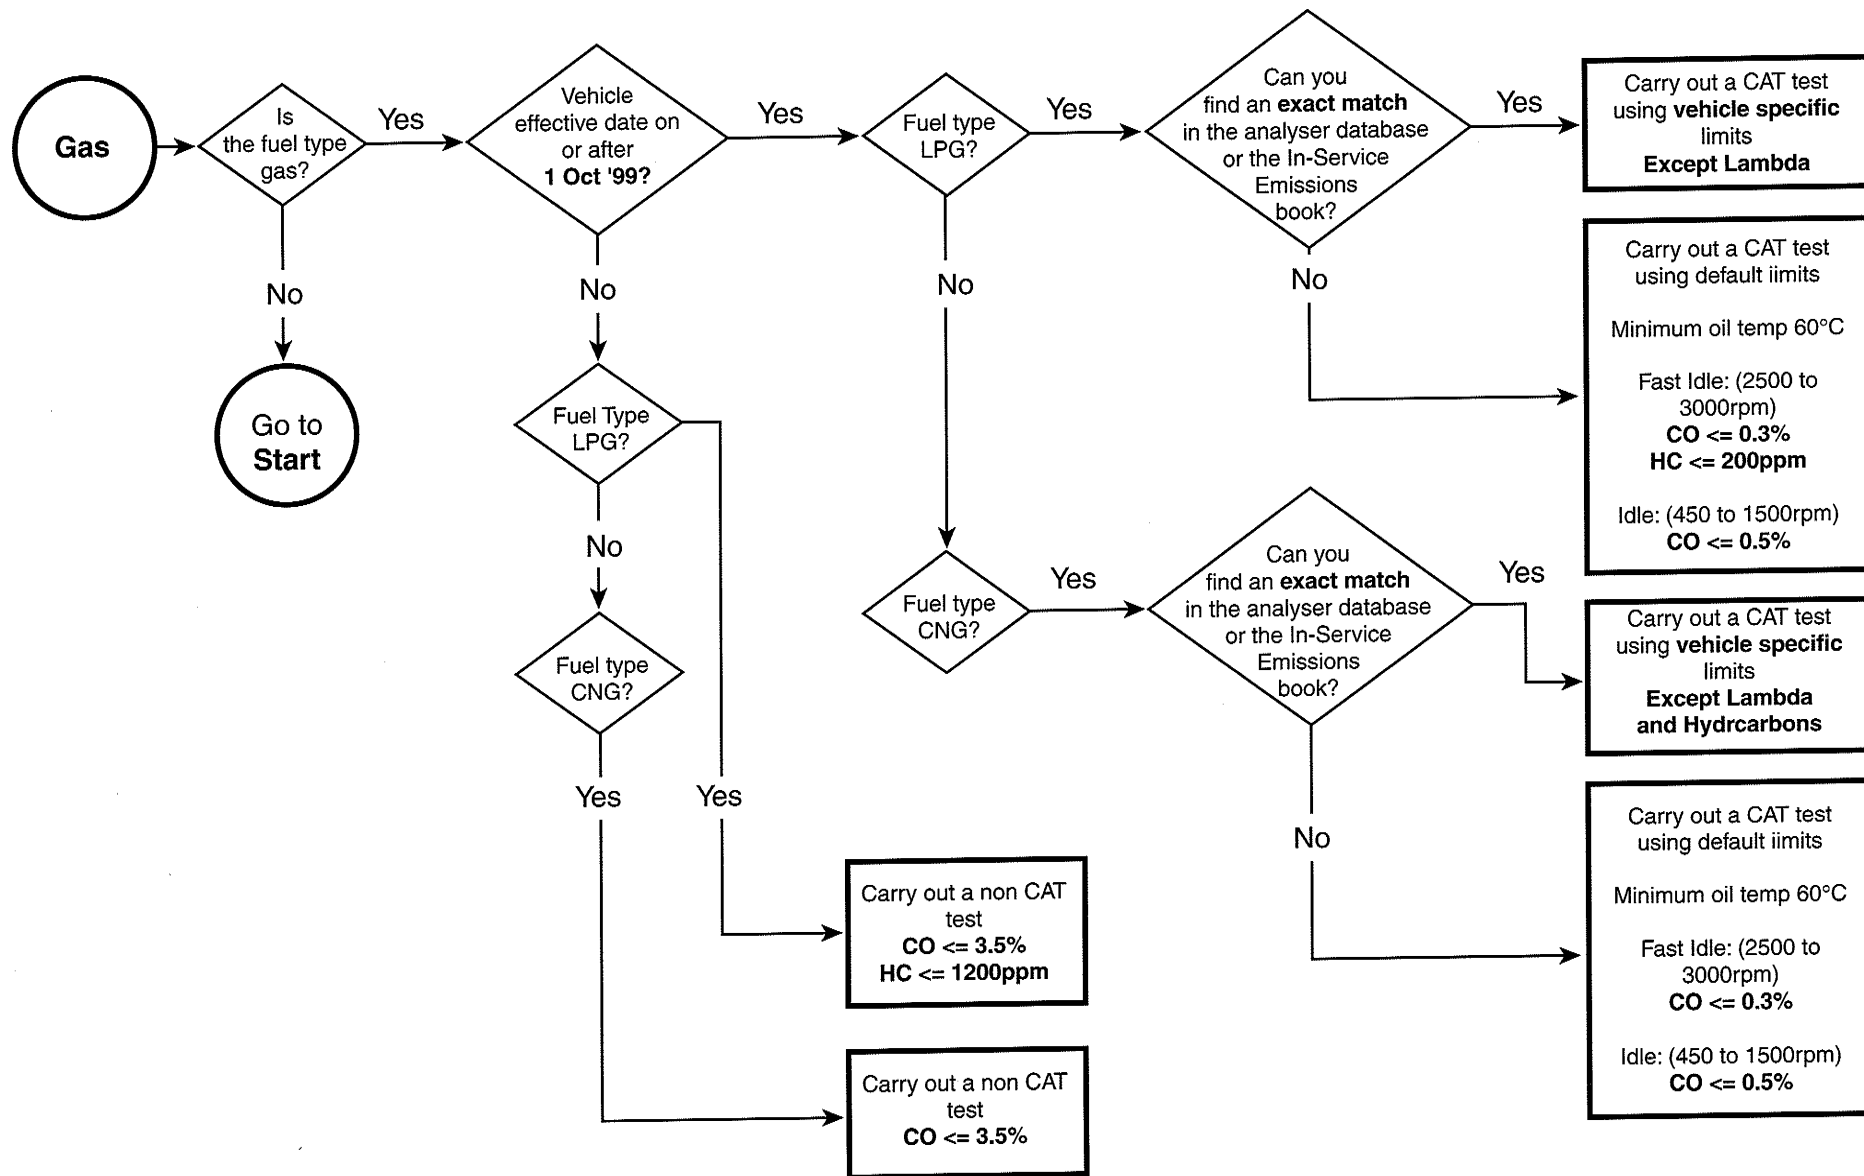 Gas
Is
the fuel type
gas?
Yes
No
Go to
Start
Vehicle
effective date on
or after
1 Oct '99?
Yes
No
Fuel type
LPG?
Yes
No
Can you
find an exact match
in the analyser database
or the In-Service
Emissions
book?
Yes
No
Carry out a CAT test
using vehicle specific
limits
Except Lambda
Carry out a CAT test
using default iimits
Minimum oil temp 60°C
Fast Idle: (2500 to
3000rpm)
CO <= 0.3%
HC <= 200ppm
Idle: (450 to 1500rpm)
CO <= 0.5%
Fuel Type
LPG?
No
Yes
Fuel type
CNG?
Yes
Carry out a non CAT
test
CO <= 3.5%
HC <= 1200ppm
Carry out a non CAT
test
CO <= 3.5%
Fuel type
CNG?
Yes
Can you
find an exact match
in the analyser database
or the In-Service
Emissions
book?
Yes
No
Carry out a CAT test
using vehicle specific
limits
Except Lambda
and Hydrcarbons
Carry out a CAT test
using default iimits
Minimum oil temp 60°C
Fast Idle: (2500 to
3000rpm)
CO <= 0.3%
Idle: (450 to 1500rpm)
CO <= 0.5%